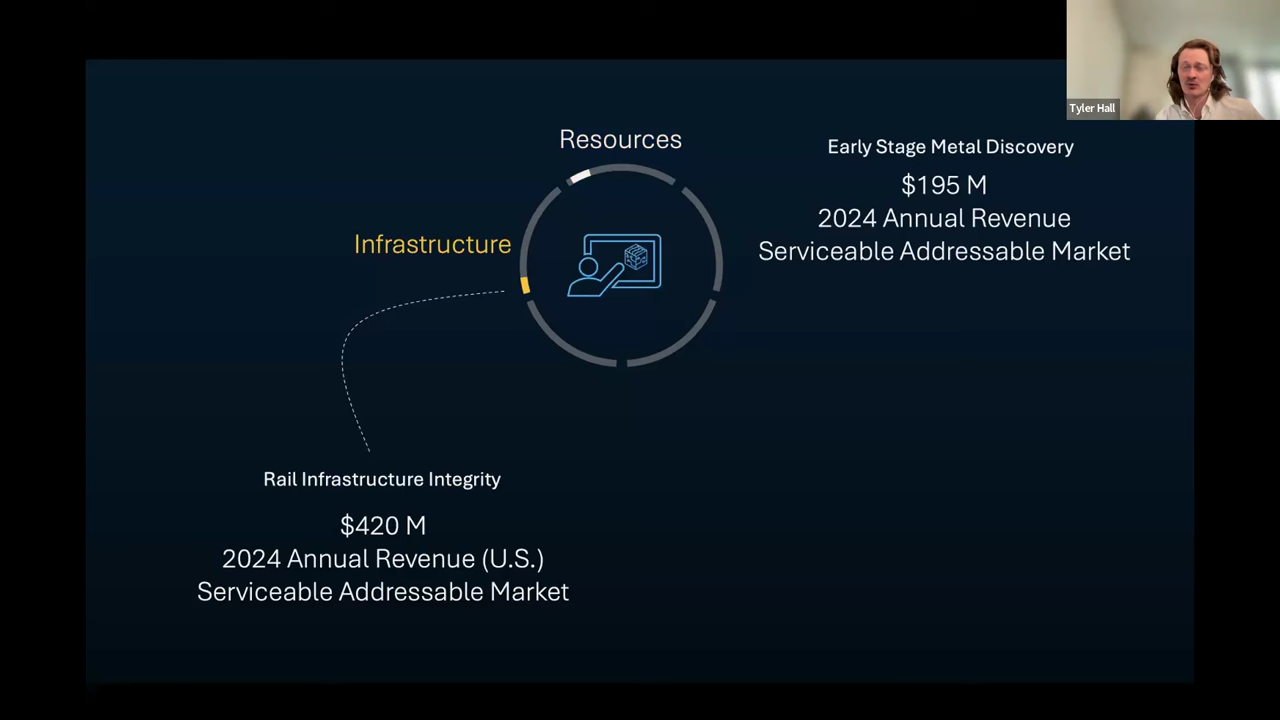 Tyler Hall
Resources
Early Stage Metal Discovery
$195 M
2024 Annual Revenue
Serviceable Addressable Market
Infrastructure
Rail Infrastructure Integrity
$420 M
2024 Annual Revenue (U.S.)
Serviceable Addressable Market